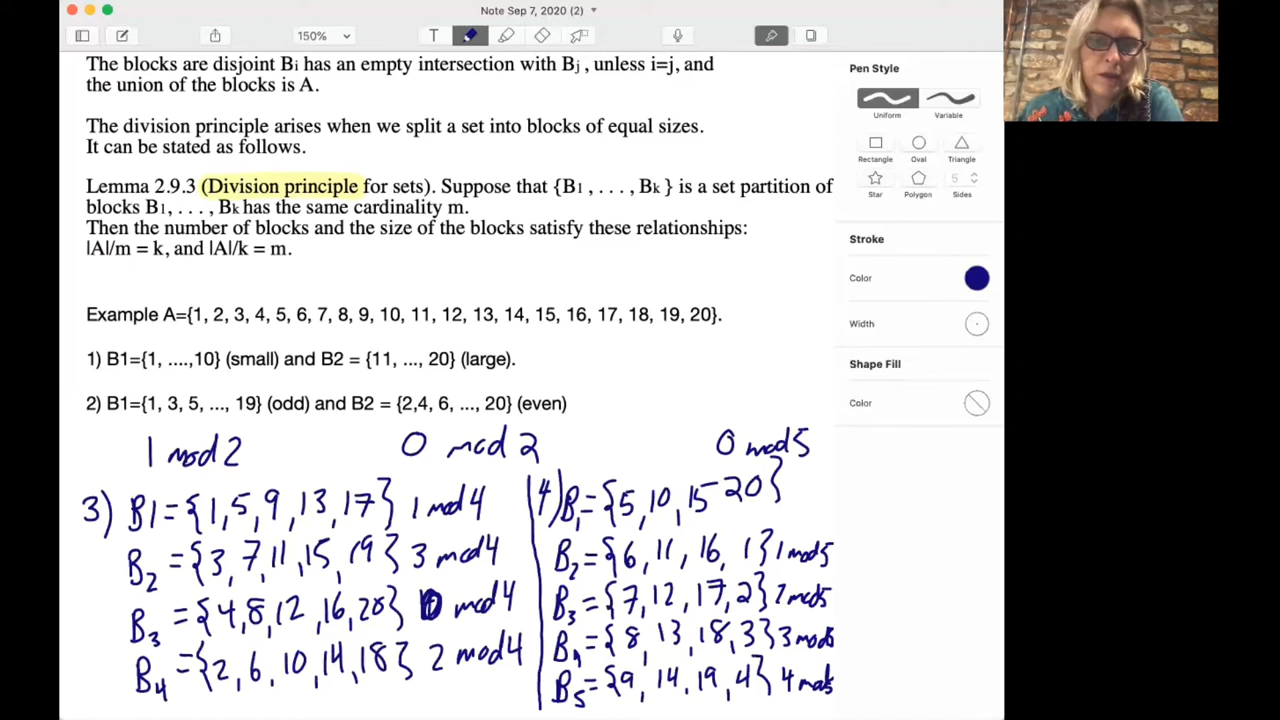 Note Sep 7, 2020 (2)
150%
T
The blocks are disjoint Bi has an empty intersection with Bj , unless i=j, and
the union of the blocks is A.
The division principle arises when we split a set into blocks of equal sizes.
It can be stated as follows.
Lemma 2.9.3 (Division principle for sets). Suppose that {B1 , . . . , Bk } is a set partition of
blocks B1, . . . , Bk has the same cardinality m.
Then the number of blocks and the size of the blocks satisfy these relationships:
|A|/m = k, and |A|/k = m.
Example A={1, 2, 3, 4, 5, 6, 7, 8, 9, 10, 11, 12, 13, 14, 15, 16, 17, 18, 19, 20}.
1) B1={1, ....,10} (small) and B2 = {11, ..., 20} (large).
2) B1={1, 3, 5, ..., 19} (odd) and B2 = {2,4, 6, ..., 20} (even)
1 mod 2
0 mod 2
3) B1 = {1, 5, 9, 13, 17} 1 mod 4
B2 = {3, 7, 11, 15, 19} 3 mod 4
B3 = {4, 8, 12, 16, 20} 0 mod 4
B4 = {2, 6, 10, 14, 18} 2 mod 4
0 mod 5
4) B1 = {5, 10, 15 20}
B2 = {6, 11, 16, 1} 1 mod 5
B3 = {7, 12, 17, 2} 2 mod 5
B4 = {8, 13, 18, 3} 3 mod 5
B5 = {9, 14, 19, 4} 4 mod 5
Pen Style
Uniform
Variable
Rectangle
Oval
Triangle
Star
Polygon
5
Sides
Stroke
Color
Width
Shape Fill
Color